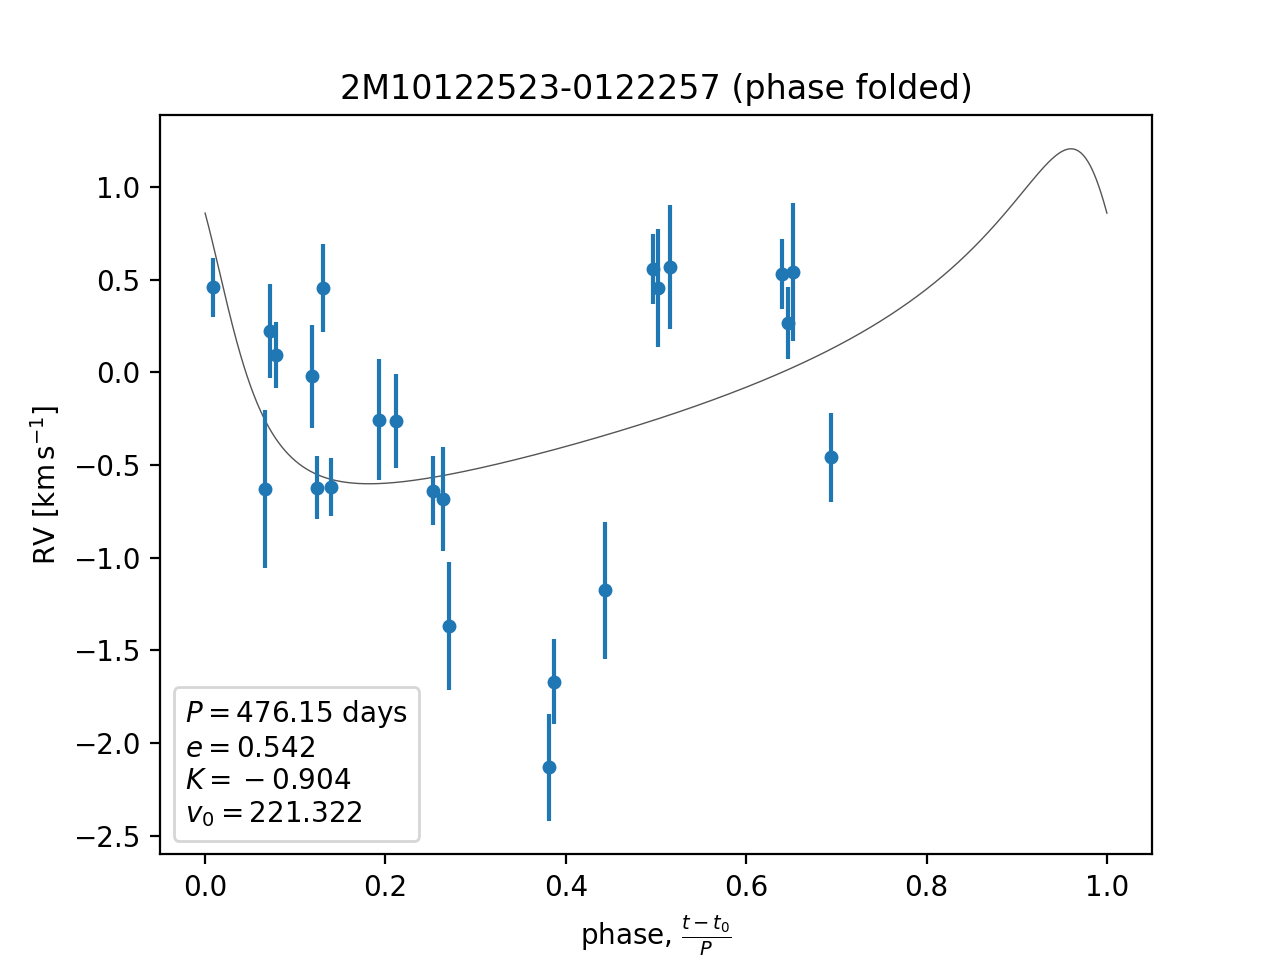 2M10122523-0122257 (phase folded)
RV [km s⁻¹]
1.0
0.5
0.0
−0.5
−1.0
−1.5
−2.0
−2.5
P = 476.15 days
e = 0.542
K = −0.904
v₀ = 221.322
0.0 0.2 0.4 0.6 0.8 1.0
phase, (t − t₀)/P